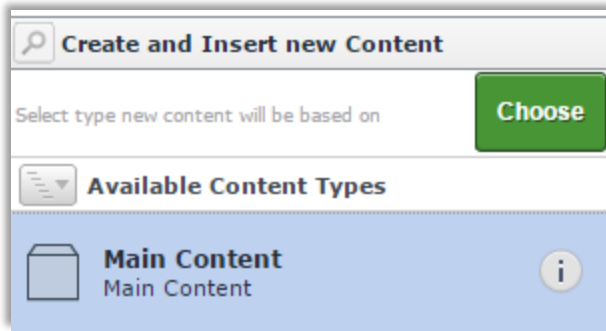 Create and Insert new Content
Select type new content will be based on
Choose
Available Content Types
Main Content
Main Content
i